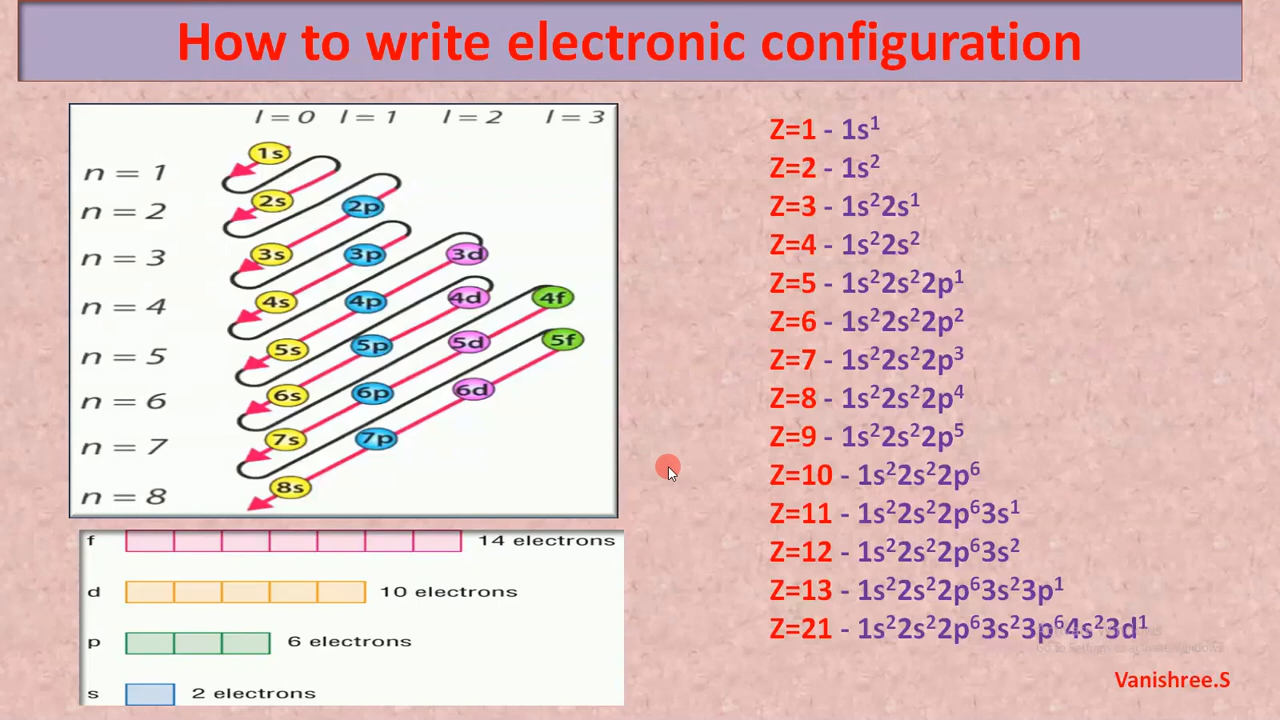 How to write electronic configuration
l = 0 l = 1 l = 2 l = 3
n = 1 1s
n = 2 2s 2p
n = 3 3s 3p 3d
n = 4 4s 4p 4d 4f
n = 5 5s 5p 5d 5f
n = 6 6s 6p 6d
n = 7 7s 7p
n = 8 8s
f 14 electrons
d 10 electrons
p 6 electrons
s 2 electrons
Z=1 - 1s¹
Z=2 - 1s²
Z=3 - 1s²2s¹
Z=4 - 1s²2s²
Z=5 - 1s²2s²2p¹
Z=6 - 1s²2s²2p²
Z=7 - 1s²2s²2p³
Z=8 - 1s²2s²2p⁴
Z=9 - 1s²2s²2p⁵
Z=10 - 1s²2s²2p⁶
Z=11 - 1s²2s²2p⁶3s¹
Z=12 - 1s²2s²2p⁶3s²
Z=13 - 1s²2s²2p⁶3s²3p¹
Z=21 - 1s²2s²2p⁶3s²3p⁶4s²3d¹
Vanishree.S